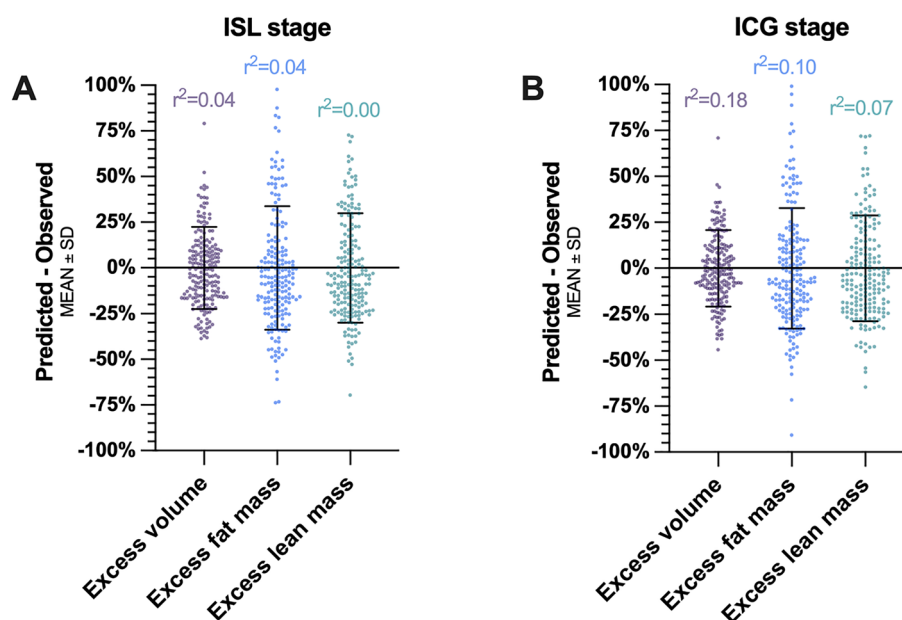 ISL stage
A
r²=0.04
r²=0.04
r²=0.00
100%
75%
50%
25%
0%
-25%
-50%
-75%
-100%
Predicted - Observed
MEAN ± SD
Excess volume
Excess fat mass
Excess lean mass
ICG stage
B
r²=0.18
r²=0.10
r²=0.07
100%
75%
50%
25%
0%
-25%
-50%
-75%
-100%
Predicted - Observed
MEAN ± SD
Excess volume
Excess fat mass
Excess lean mass